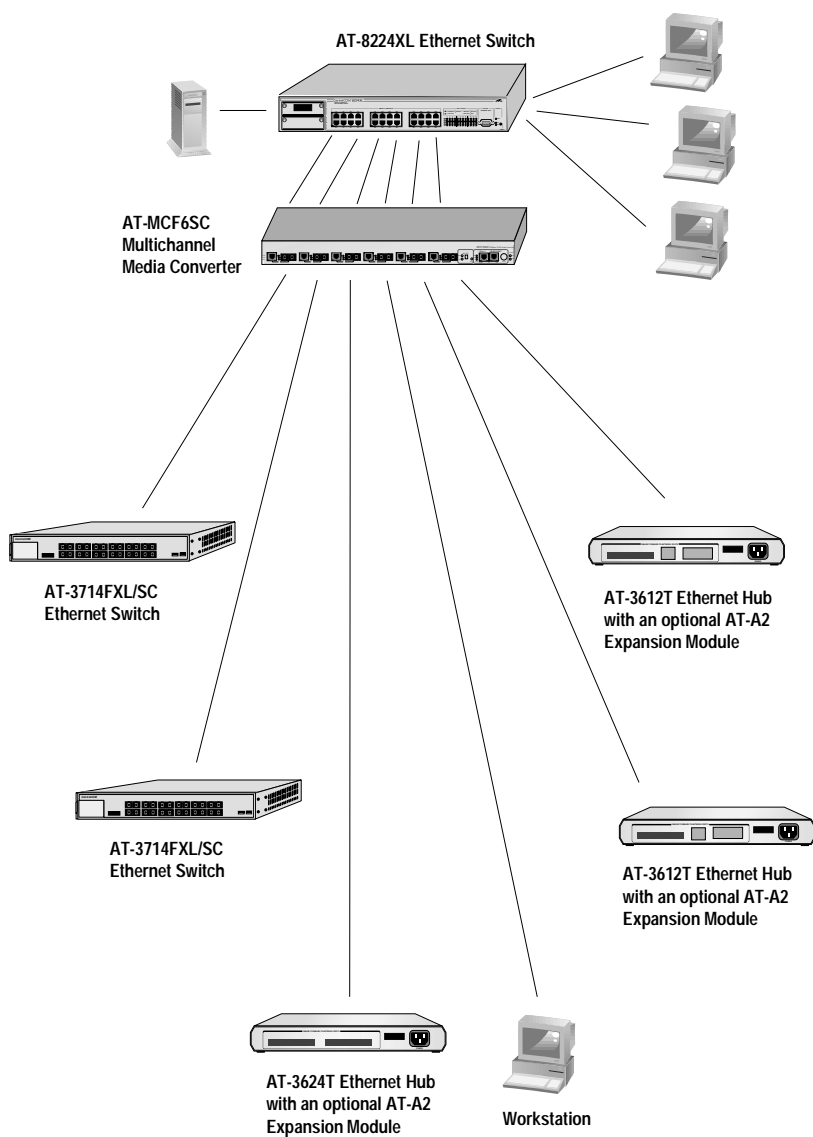 AT-8224XL Ethernet Switch
AT-MCF6SC
Multichannel
Media Converter
AT-3714FXL/SC
Ethernet Switch
AT-3612T Ethernet Hub
with an optional AT-A2
Expansion Module
AT-3714FXL/SC
Ethernet Switch
AT-3612T Ethernet Hub
with an optional AT-A2
Expansion Module
AT-3624T Ethernet Hub
with an optional AT-A2
Expansion Module
Workstation